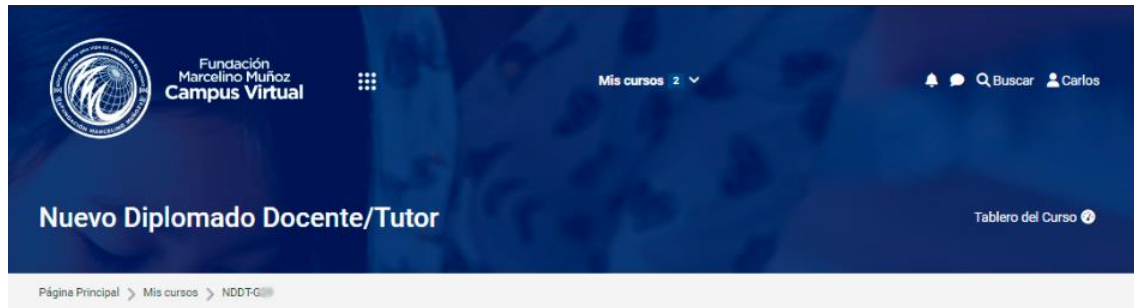 Fundación
Marcelino Muñoz
Campus Virtual
Mis cursos 2
Buscar
Carlos
Nuevo Diplomado Docente/Tutor
Tablero del Curso
Página Principal > Mis cursos >